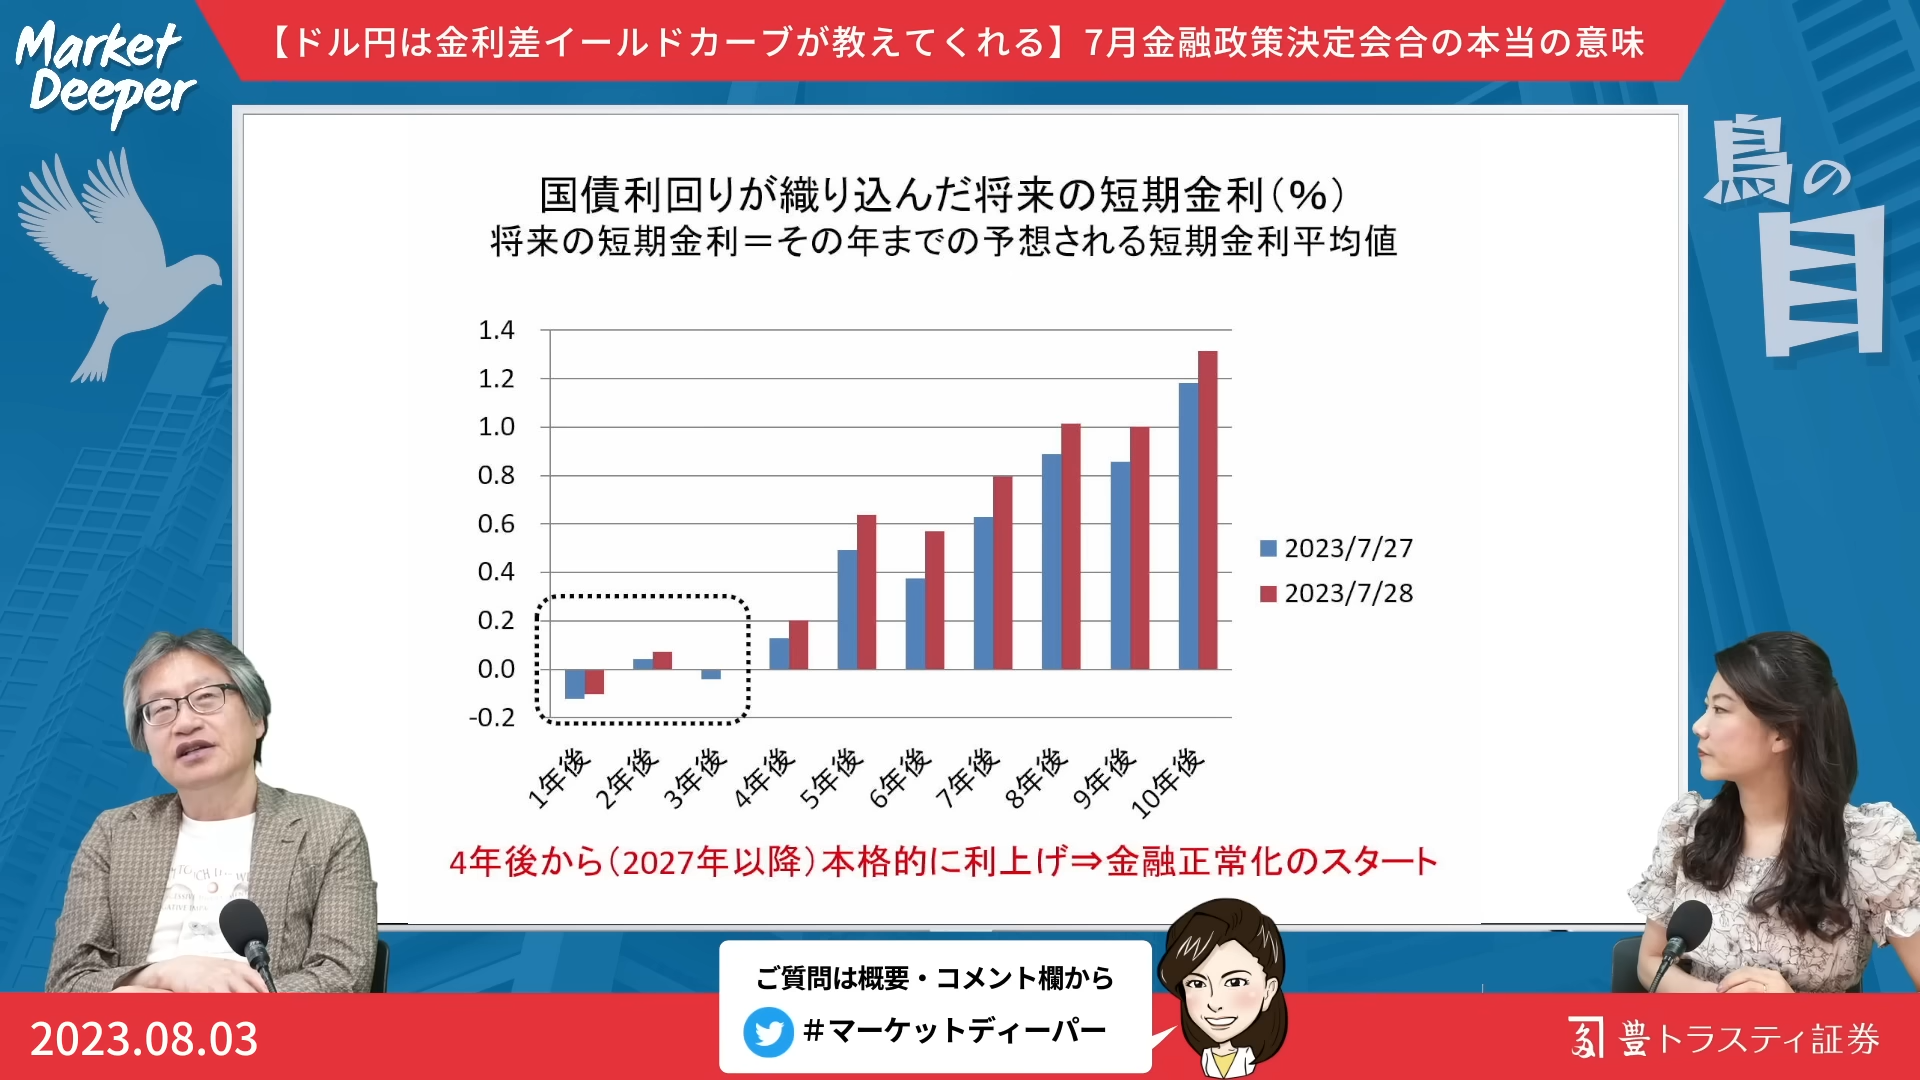 Market
Deeper
【ドル円は金利差イールドカーブが教えてくれる】7月金融政策決定会合の本当の意味
鳥の
目
国債利回りが織り込んだ将来の短期金利（％）
将来の短期金利＝その年までの予想される短期金利平均値
1.4
1.2
1.0
0.8
0.6
0.4
0.2
0.0
-0.2
2023/7/27
2023/7/28
1年後
2年後
3年後
4年後
5年後
6年後
7年後
8年後
9年後
10年後
4年後から（2027年以降）本格的に利上げ⇒金融正常化のスタート
ご質問は概要・コメント欄から
＃マーケットディーパー
2023.08.03
豊トラスティ証券